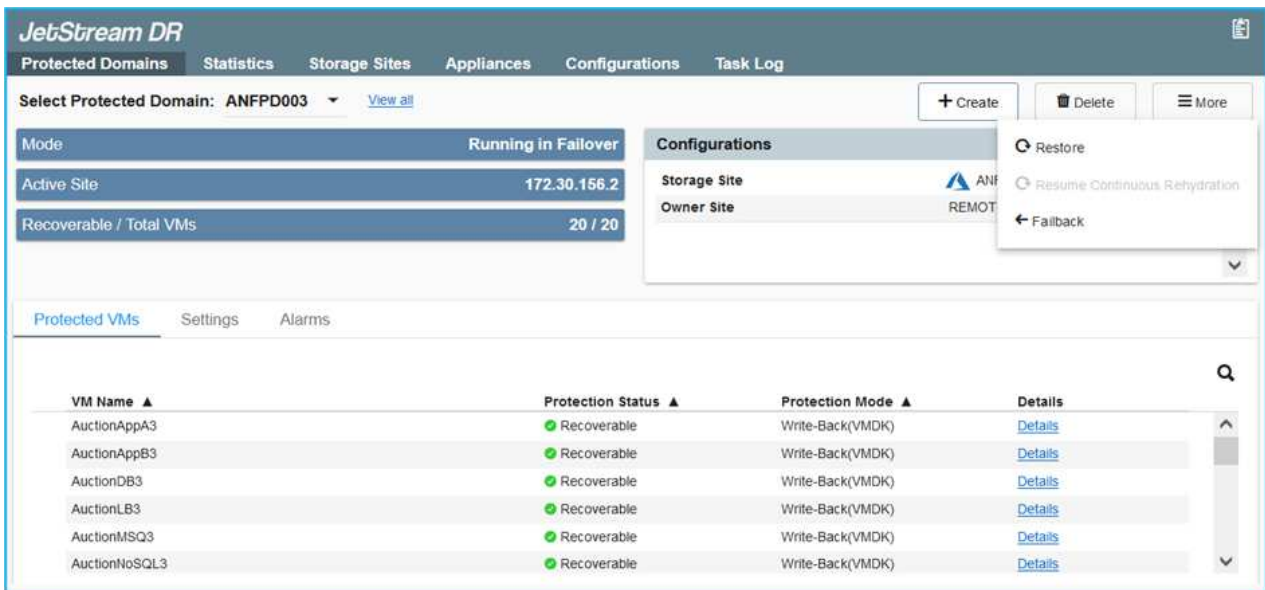 JetStream DR
Protected Domains Statistics Storage Sites Appliances Configurations Task Log
Select Protected Domain: ANFPD003 View all + Create Delete More
Mode Running in Failover
Active Site 172.30.156.2
Recoverable / Total VMs 20 / 20
Configurations
Storage Site ANF
Owner Site REMOT
Restore
Resume Continuous Rehydration
Failback
Protected VMs Settings Alarms
VM Name ▲ Protection Status ▲ Protection Mode ▲ Details
AuctionAppA3 Recoverable Write-Back(VMDK) Details
AuctionAppB3 Recoverable Write-Back(VMDK) Details
AuctionDB3 Recoverable Write-Back(VMDK) Details
AuctionLB3 Recoverable Write-Back(VMDK) Details
AuctionMSQ3 Recoverable Write-Back(VMDK) Details
AuctionNoSQL3 Recoverable Write-Back(VMDK) Details